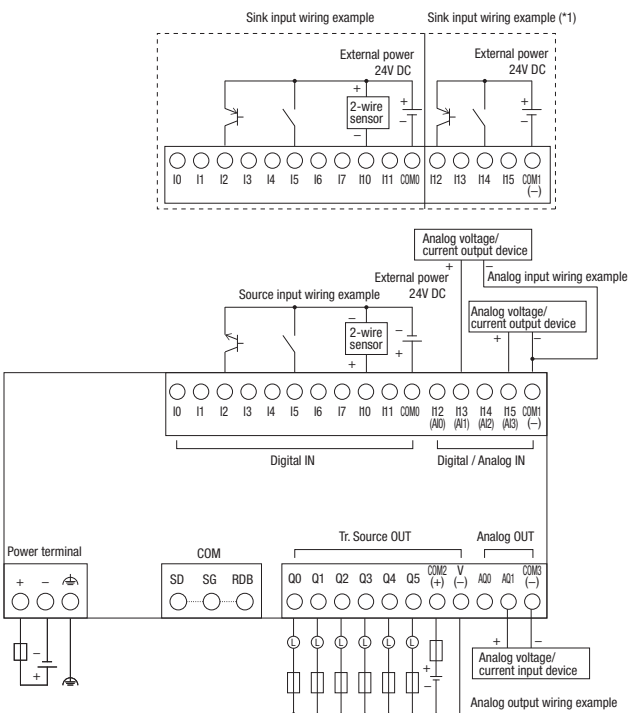 Sink input wiring example
Sink input wiring example (*1)
External power
24V DC
External power
24V DC
+
2-wire
sensor
−
+
−
+
−
I0 I1 I2 I3 I4 I5 I6 I7 I10 I11 COM0 I12 I13 I14 I15 COM1
(−)
Analog voltage/
current output device
+ −
Analog input wiring example
External power
24V DC
Source input wiring example
Analog voltage/
current output device
+ −
−
2-wire
sensor
+
−
+
I0 I1 I2 I3 I4 I5 I6 I7 I10 I11 COM0 I12 I13 I14 I15 COM1
(AI0) (AI1) (AI2) (AI3) (−)
Digital IN
Digital / Analog IN
Tr. Source OUT
Analog OUT
Power terminal
COM
+ −
SD SG RDB
Q0 Q1 Q2 Q3 Q4 Q5 COM2 V AQ0 AQ1 COM3
(+) (−) (−)
L L L L L L
−
+
+
−
+ −
Analog voltage/
current input device
Analog output wiring example